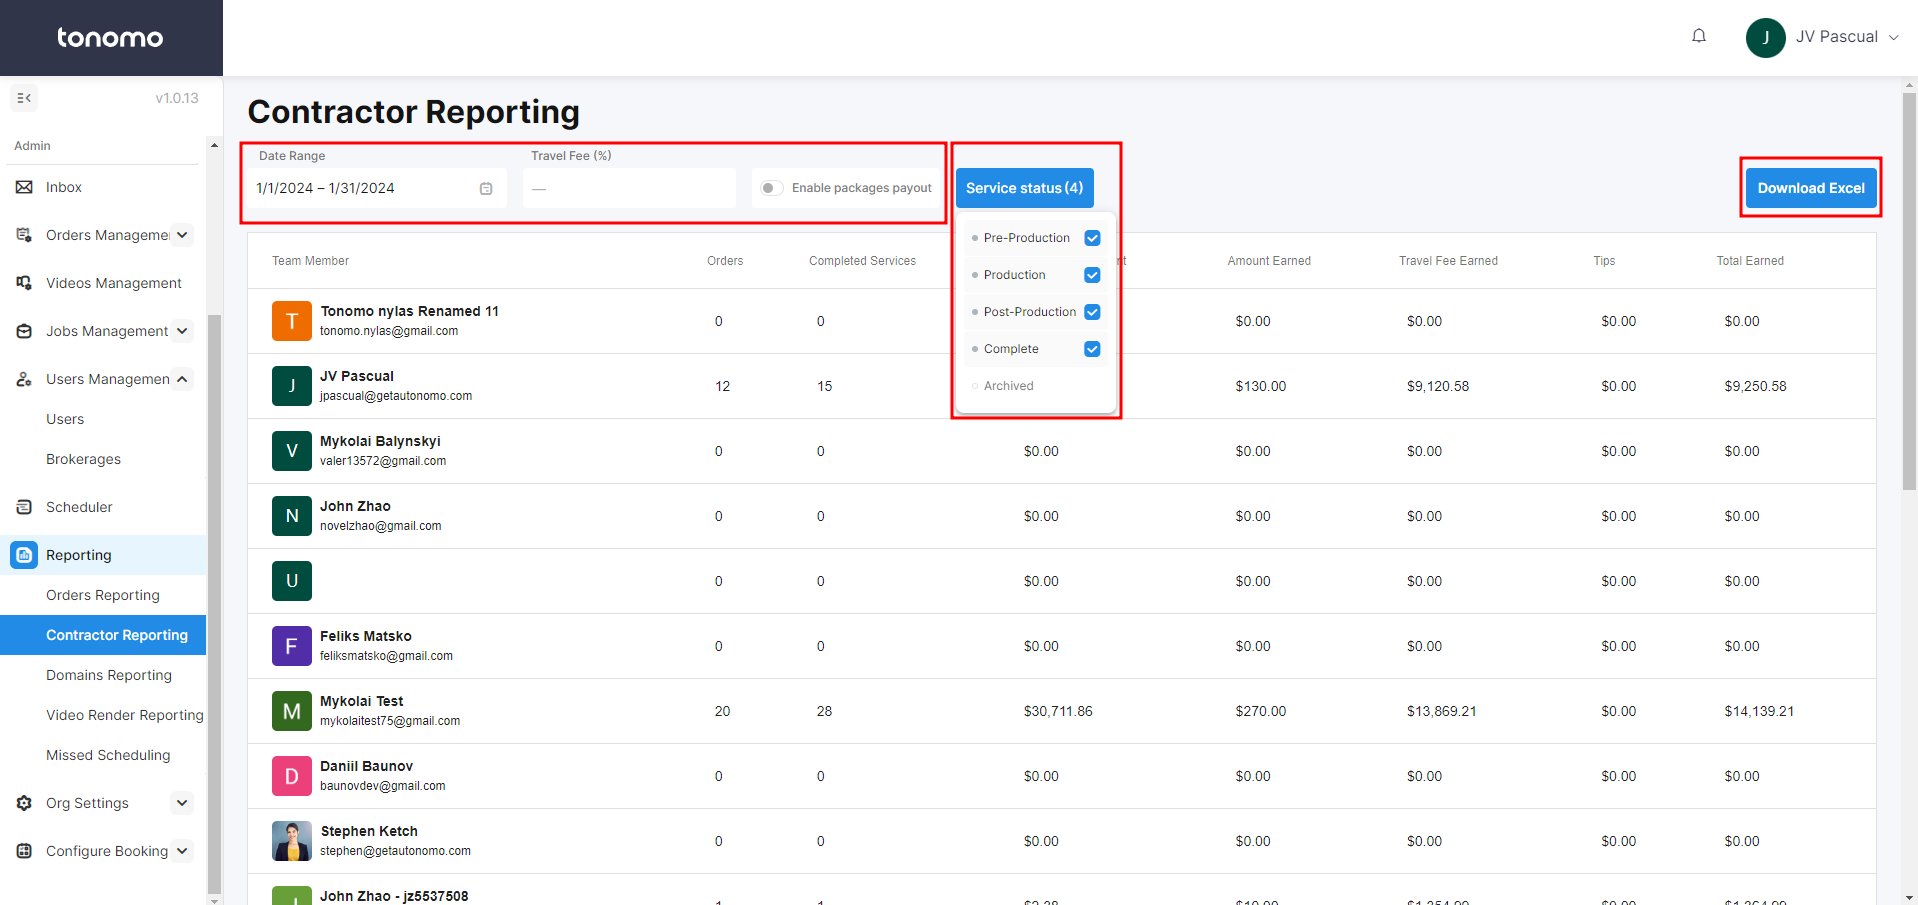 tonomo
J
JV Pascual
v1.0.13
Contractor Reporting
Admin
Date Range
Travel Fee (%)
1/1/2024 – 1/31/2024
—
Enable packages payout
Service status (4)
Download Excel
Inbox
Orders Managemen
Videos Management
Jobs Management
Users Managemen
Users
Brokerages
Scheduler
Reporting
Orders Reporting
Contractor Reporting
Domains Reporting
Video Render Reporting
Missed Scheduling
Org Settings
Configure Booking
Pre-Production
Production
Post-Production
Complete
Archived
Team Member Orders Completed Services Amount Earned Travel Fee Earned Tips Total Earned
T Tonomo nylas Renamed 11
tonomo.nylas@gmail.com
0 0 $0.00 $0.00 $0.00 $0.00
J JV Pascual
jpascual@getautonomo.com
12 15 $130.00 $9,120.58 $0.00 $9,250.58
V Mykolai Balynskyi
valer13572@gmail.com
0 0 $0.00 $0.00 $0.00 $0.00 $0.00
N John Zhao
novelzhao@gmail.com
0 0 $0.00 $0.00 $0.00 $0.00 $0.00
U 0 0 $0.00 $0.00 $0.00 $0.00 $0.00
F Feliks Matsko
feliksmatsko@gmail.com
0 0 $0.00 $0.00 $0.00 $0.00 $0.00
M Mykolai Test
mykolaitest75@gmail.com
20 28 $30,711.86 $270.00 $13,869.21 $0.00 $14,139.21
D Daniil Baunov
baunovdev@gmail.com
0 0 $0.00 $0.00 $0.00 $0.00 $0.00
Stephen Ketch
stephen@getautonomo.com
0 0 $0.00 $0.00 $0.00 $0.00 $0.00
John Zhao - jz5537508